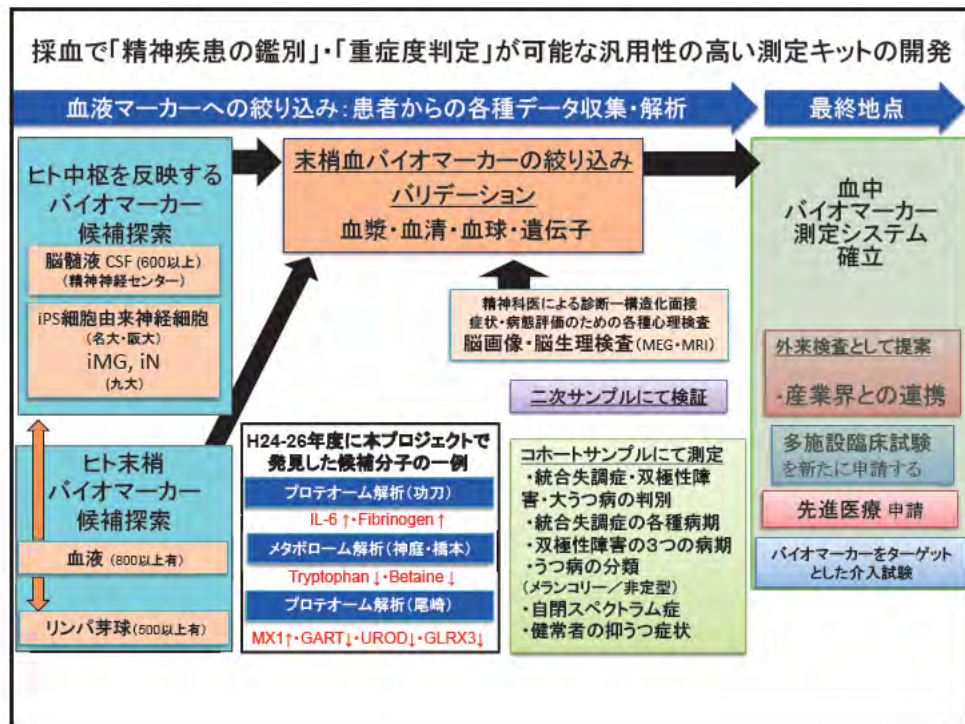 採血で「精神疾患の鑑別」・「重症度判定」が可能な汎用性の高い測定キットの開発
血液マーカーへの絞り込み：患者からの各種データ収集・解析
最終地点
ヒト中枢を反映する
バイオマーカー
候補探索
脳髄液 CSF (600以上)
(精神神経センター)
iPS細胞由来神経細胞
(名大・阪大)
iMG, iN
(九大)
ヒト末梢
バイオマーカー
候補探索
血液 (800以上有)
リンパ芽球(500以上有)
末梢血バイオマーカーの絞り込み
バリデーション
血漿・血清・血球・遺伝子
精神科医による診断ー構造化面接
症状・病態評価のための各種心理検査
脳画像・脳生理検査(MEG・MRI)
二次サンプルにて検証
H24-26年度に本プロジェクトで
発見した候補分子の一例
プロテオーム解析(功刀)
IL-6 ↑・Fibrinogen ↑
メタボローム解析(神庭・橋本)
Tryptophan ↓・Betaine ↓
プロテオーム解析(尾崎)
MX1↑・GART↓・UROD↓・GLRX3↓
コホートサンプルにて測定
・統合失調症・双極性障
害・大うつ病の判別
・統合失調症の各種病期
・双極性障害の３つの病期
・うつ病の分類
(メランコリー／非定型)
・自閉スペクトラム症
・健常者の抑うつ症状
血中
バイオマーカー
測定システム
確立
外来検査として提案
・産業界との連携
多施設臨床試験
を新たに申請する
先進医療 申請
バイオマーカーをターゲット
とした介入試験